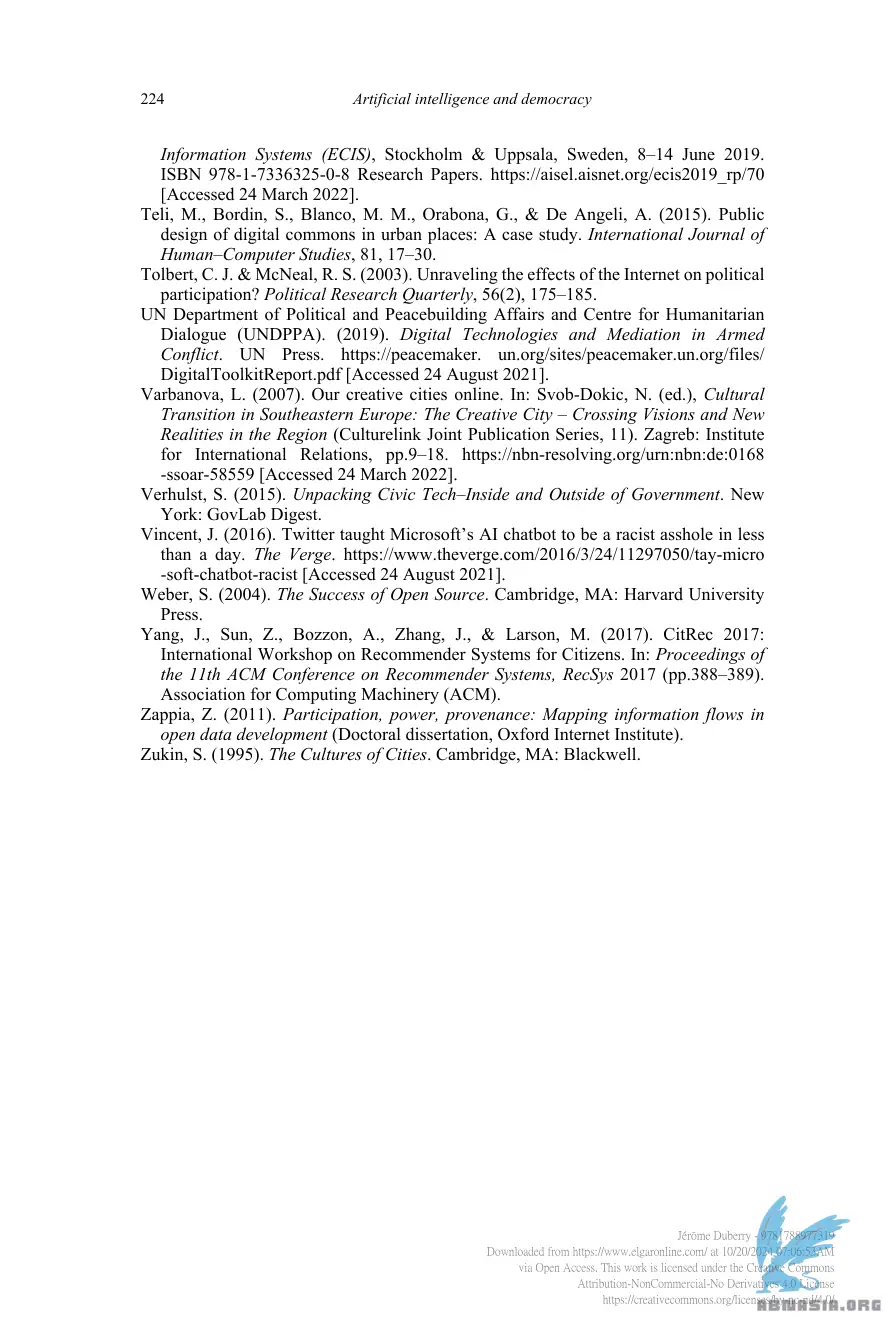 224 Artificial intelligence and democracy
Information Systems (ECIS), Stockholm & Uppsala, Sweden, 8–14 June 2019.
ISBN 978-1-7336325-0-8 Research Papers. https://aisel.aisnet.org/ecis2019_rp/70
[Accessed 24 March 2022].
Teli, M., Bordin, S., Blanco, M. M., Orabona, G., & De Angeli, A. (2015). Public
design of digital commons in urban places: A case study. International Journal of
Human–Computer Studies, 81, 17–30.
Tolbert, C. J. & McNeal, R. S. (2003). Unraveling the effects of the Internet on political
participation? Political Research Quarterly, 56(2), 175–185.
UN Department of Political and Peacebuilding Affairs and Centre for Humanitarian
Dialogue (UNDPPA). (2019). Digital Technologies and Mediation in Armed
Conflict. UN Press. https://peacemaker. un.org/sites/peacemaker.un.org/files/
DigitalToolkitReport.pdf [Accessed 24 August 2021].
Varbanova, L. (2007). Our creative cities online. In: Svob-Dokic, N. (ed.), Cultural
Transition in Southeastern Europe: The Creative City – Crossing Visions and New
Realities in the Region (Culturelink Joint Publication Series, 11). Zagreb: Institute
for International Relations, pp.9–18. https://nbn-resolving.org/urn:nbn:de:0168
-ssoar-58559 [Accessed 24 March 2022].
Verhulst, S. (2015). Unpacking Civic Tech–Inside and Outside of Government. New
York: GovLab Digest.
Vincent, J. (2016). Twitter taught Microsoft’s AI chatbot to be a racist asshole in less
than a day. The Verge. https://www.theverge.com/2016/3/24/11297050/tay-micro
-soft-chatbot-racist [Accessed 24 August 2021].
Weber, S. (2004). The Success of Open Source. Cambridge, MA: Harvard University
Press.
Yang, J., Sun, Z., Bozzon, A., Zhang, J., & Larson, M. (2017). CitRec 2017:
International Workshop on Recommender Systems for Citizens. In: Proceedings of
the 11th ACM Conference on Recommender Systems, RecSys 2017 (pp.388–389).
Association for Computing Machinery (ACM).
Zappia, Z. (2011). Participation, power, provenance: Mapping information flows in
open data development (Doctoral dissertation, Oxford Internet Institute).
Zukin, S. (1995). The Cultures of Cities. Cambridge, MA: Blackwell.
Jérôme Duberry - 9781788977319
Downloaded from https://www.elgaronline.com/ at 10/20/2024 07:06:53AM
via Open Access. This work is licensed under the Creative Commons
Attribution-NonCommercial-No Derivatives 4.0 License
https://creativecommons.org/licenses/by-nc-nd/4.0/
ABNASIA.ORG